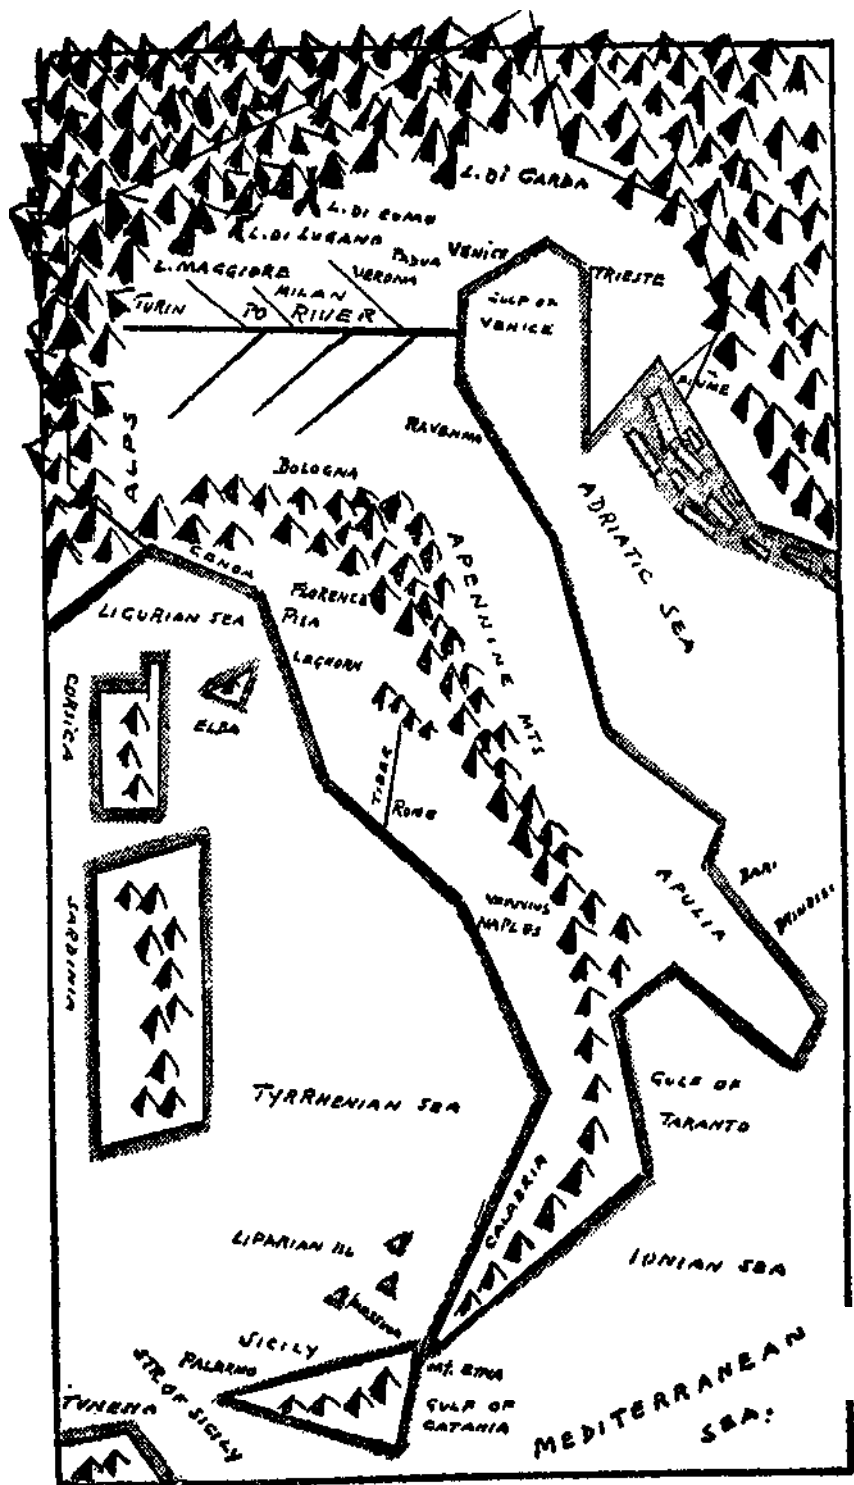 L. DI GARDA
L. DI COMO
L. DI LUGANO
PADUA
VENICE
L. MAGGIORE
VERONA
TRIESTE
MILAN
TURIN
PO RIVER
GULF OF
VENICE
FIUME
RAVENNA
ALPS
BOLOGNA
ADRIATIC SEA
APENNINE MTS
GENOA
FLORENCE
PISA
LIGURIAN SEA
LEGHORN
CORSICA
ELBA
TIBER
ROME
APULIA
BARI
BRINDISI
NAPLES
SARDINIA
TYRRHENIAN SEA
GULF OF
TARANTO
CALABRIA
LIPARIAN ISL
IONIAN SEA
MESSINA
SICILY
PALERMO
MT. ETNA
STR OF SICILY
GULF OF
CATANIA
MEDITERRANEAN
SEA: